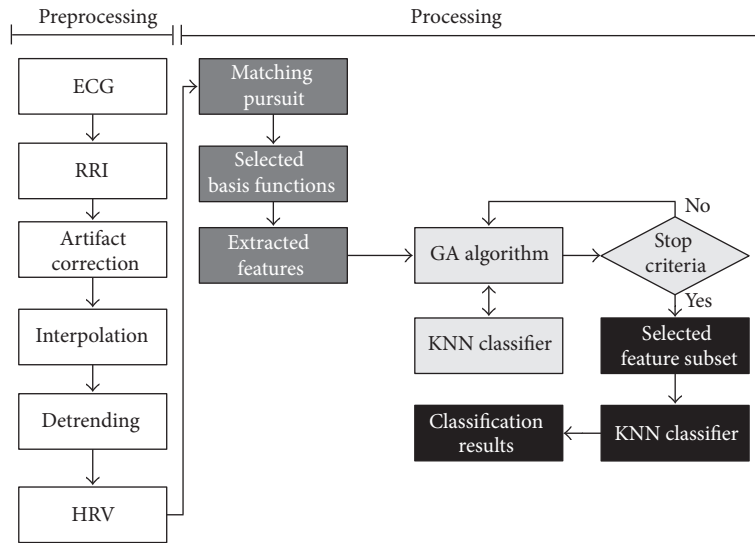 Preprocessing
Processing
ECG
RRI
Artifact
correction
Interpolation
Detrending
HRV
Matching
pursuit
Selected
basis functions
Extracted
features
GA algorithm
KNN classifier
No
Stop
criteria
Yes
Selected
feature subset
KNN classifier
Classification
results